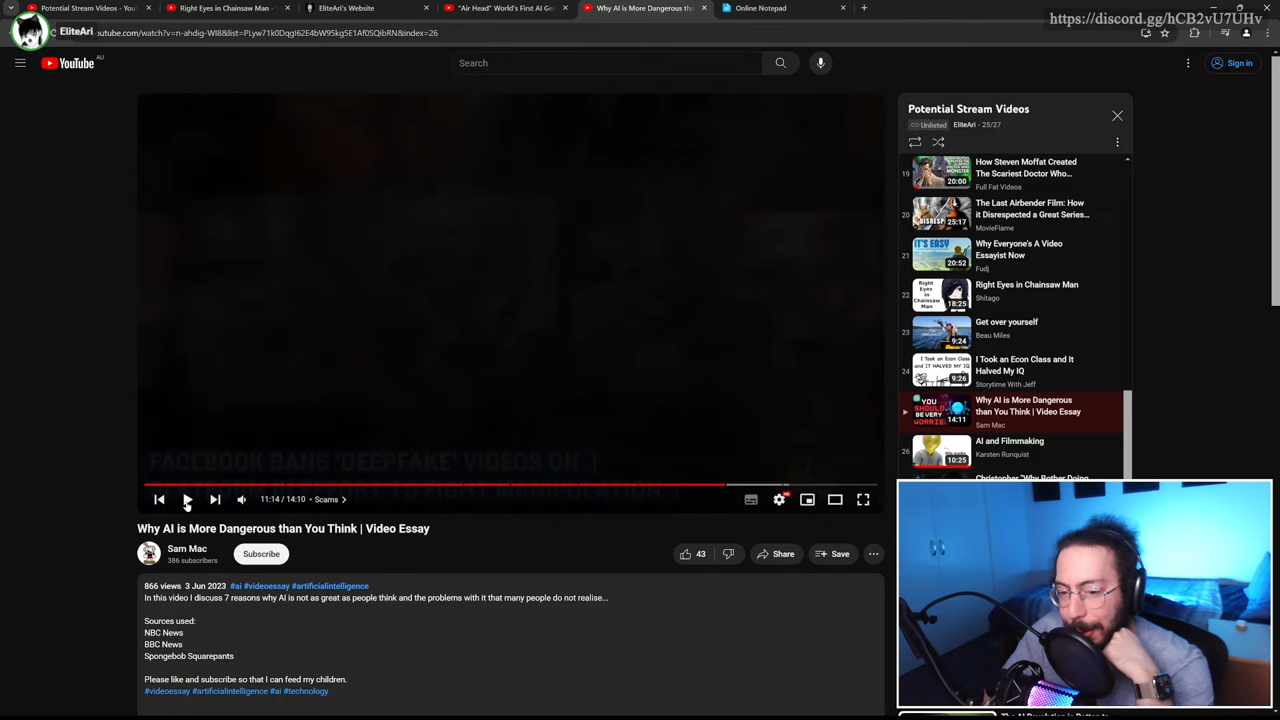 Potential Stream Videos - YouTu
Right Eyes in Chainsaw Man -
EliteAri's Website
"Air Head" World's First AI Ge
Why AI is More Dangerous tha
Online Notepad
https://discord.gg/hCB2vU7UHv
EliteAri
utube.com/watch?v=n-ahdig-WI8&list=PLyw71k0DqgI62E4bW95kg5E1Af0SQibRN&index=26
YouTube
AU
Search
Sign in
Potential Stream Videos
Unlisted
EliteAri - 25/27
19
20:00
How Steven Moffat Created
The Scariest Doctor Who...
Full Fat Videos
20
25:17
The Last Airbender Film: How
it Disrespected a Great Series...
MovieFlame
21
IT'S EASY
20:52
Why Everyone's A Video
Essayist Now
Fudj
22
Right
Eyes
in
Chainsaw
Man
18:25
Right Eyes in Chainsaw Man
Shitago
23
9:24
Get over yourself
Beau Miles
24
I Took an Econ Class
and IT HALVED MY IQ
9:26
I Took an Econ Class and It
Halved My IQ
Storytime With Jeff
YOU
SHOULD
BE VERY
WORRIED
14:11
Why AI is More Dangerous
than You Think | Video Essay
Sam Mac
26
10:25
AI and Filmmaking
Karsten Runquist
Christopher "Why Bother Doing
11:14 / 14:10 • Scams
Why AI is More Dangerous than You Think | Video Essay
Sam Mac
386 subscribers
Subscribe
43
Share
Save
866 views 3 Jun 2023 #ai #videoessay #artificialintelligence
In this video I discuss 7 reasons why AI is not as great as people think and the problems with it that many people do not realise...
Sources used:
NBC News
BBC News
Spongebob Squarepants
Please like and subscribe so that I can feed my children.
#videoessay #artificialintelligence #ai #technology